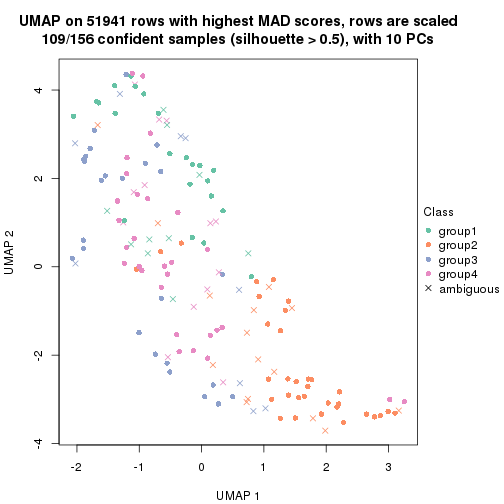 UMAP on 51941 rows with highest MAD scores, rows are scaled
109/156 confident samples (silhouette > 0.5), with 10 PCs
4
2
0
-2
-4
UMAP 2
-2
-1
0
1
2
3
UMAP 1
Class
group1
group2
group3
group4
ambiguous